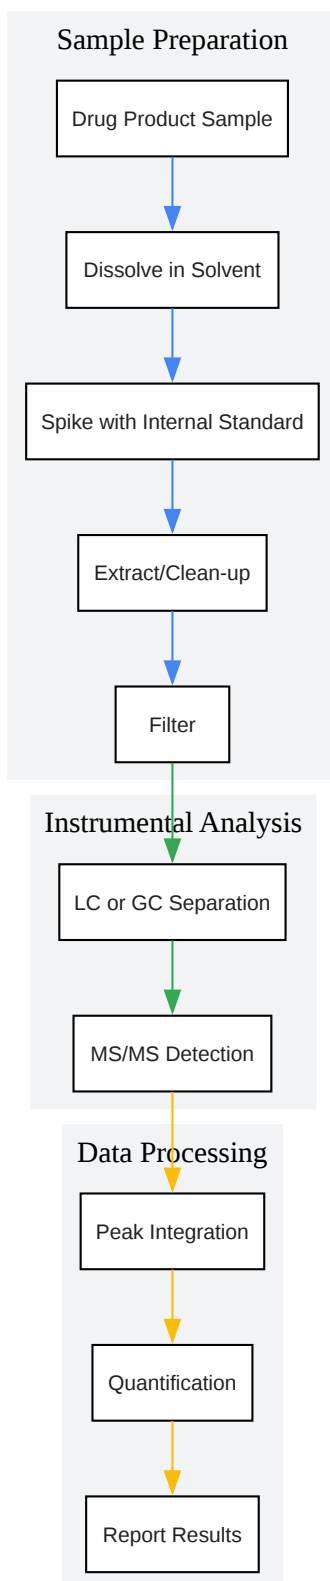 Sample Preparation
Drug Product Sample
Dissolve in Solvent
Spike with Internal Standard
Extract/Clean-up
Filter
Instrumental Analysis
LC or GC Separation
MS/MS Detection
Data Processing
Peak Integration
Quantification
Report Results